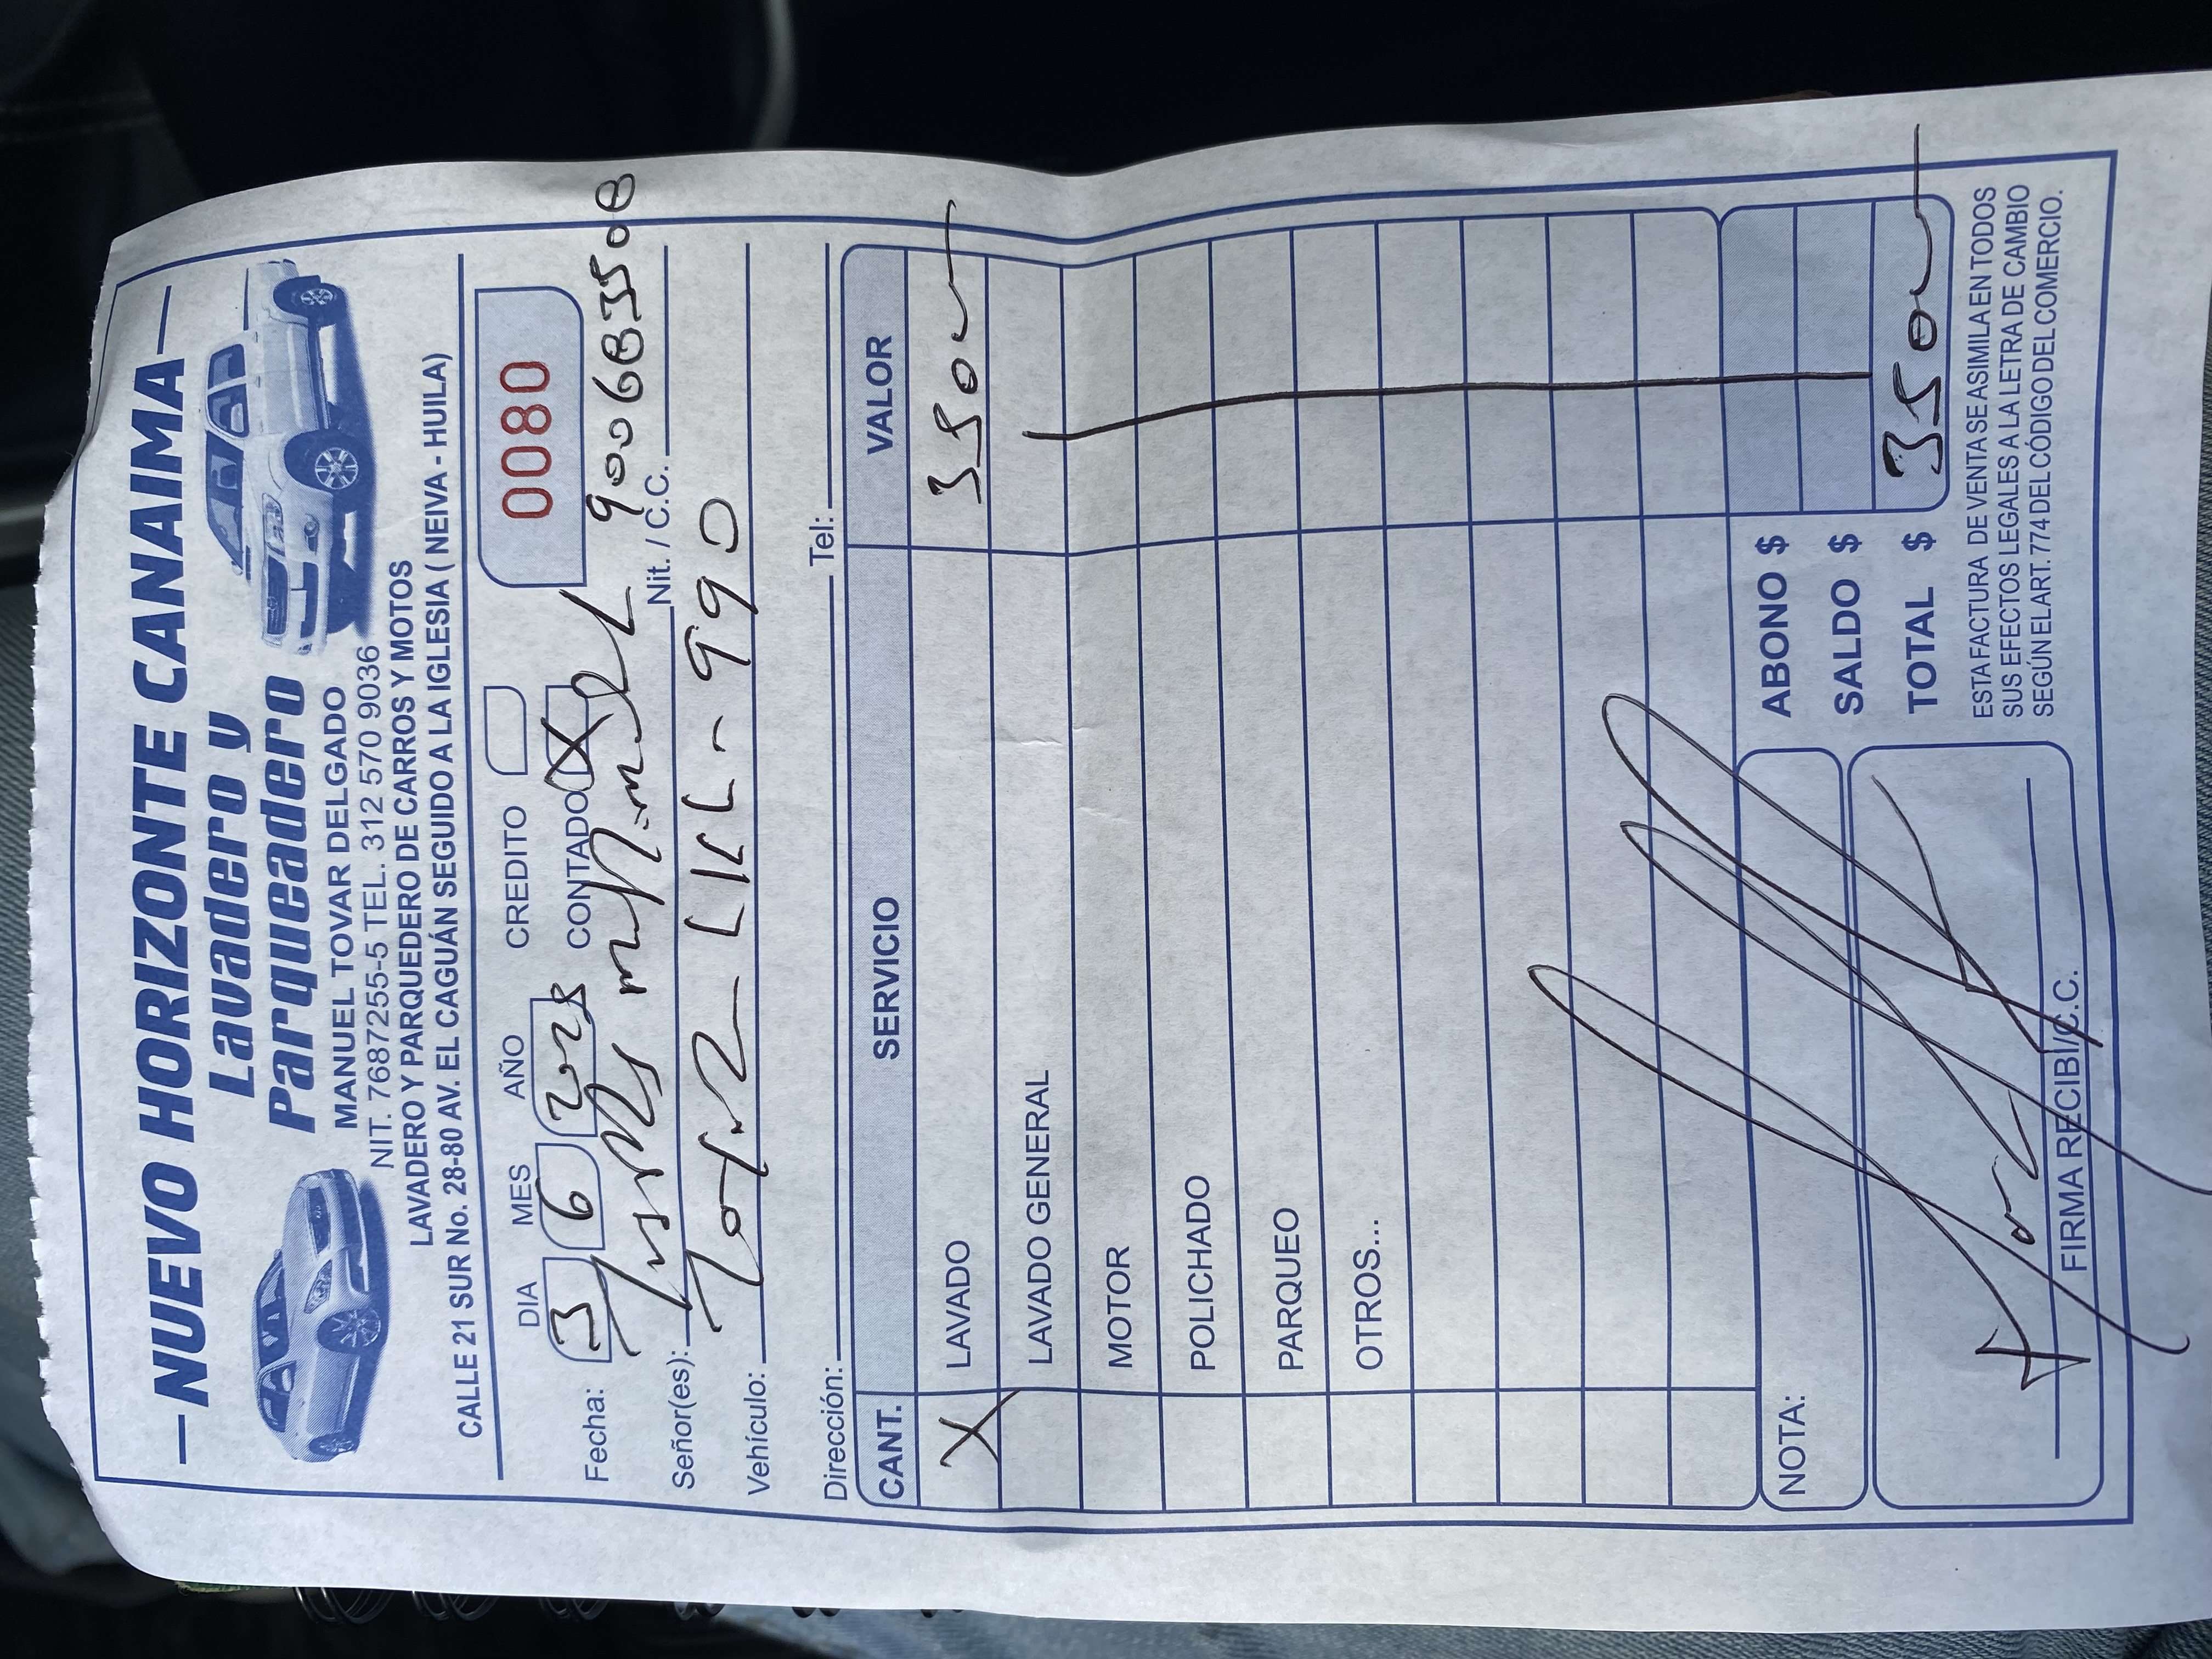 NUEVO HORIZONTE CANAIMA
Lavadero y
Parqueadero
MANUEL TOVAR DELGADO
NIT. 7687255-5 TEL. 312 570 9036
LAVADERO Y PARQUEDERO DE CARROS Y MOTOS
CALLE 21 SUR No. 28-80 AV. EL CAGUÁN SEGUIDO A LA IGLESIA ( NEIVA - HUILA)
DIA MES AÑO CREDITO
Fecha: 3 6 2025 CONTADO X 0080
Señor(es): Nit. / C.C. 900683508
Vehículo: LKL-990
Dirección: Tel:
CANT. SERVICIO VALOR
X LAVADO
LAVADO GENERAL
MOTOR
POLICHADO
PARQUEO
OTROS...
NOTA: ABONO $
SALDO $
TOTAL $
FIRMA RECIBI/C.C.
ESTA FACTURA DE VENTA SE ASIMILA EN TODOS
SUS EFECTOS LEGALES A LA LETRA DE CAMBIO
SEGÚN EL ART. 774 DEL CÓDIGO DEL COMERCIO.